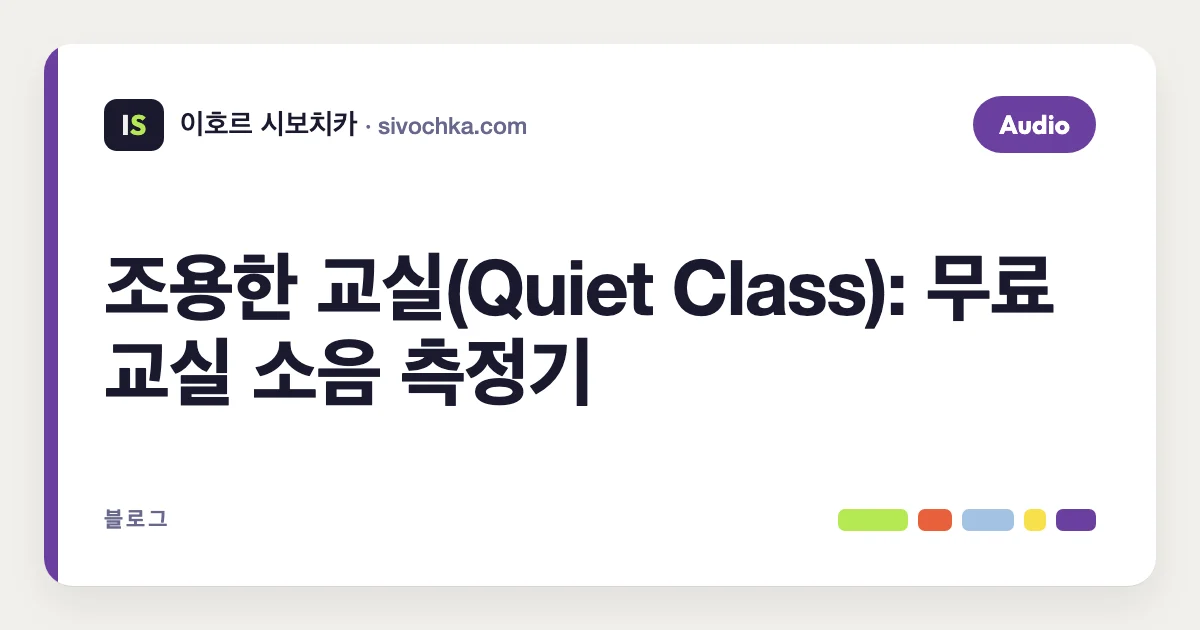 IS 이호르 시보치카 · sivochka.com
Audio
조용한 교실(Quiet Class): 무료
교실 소음 측정기
블로그